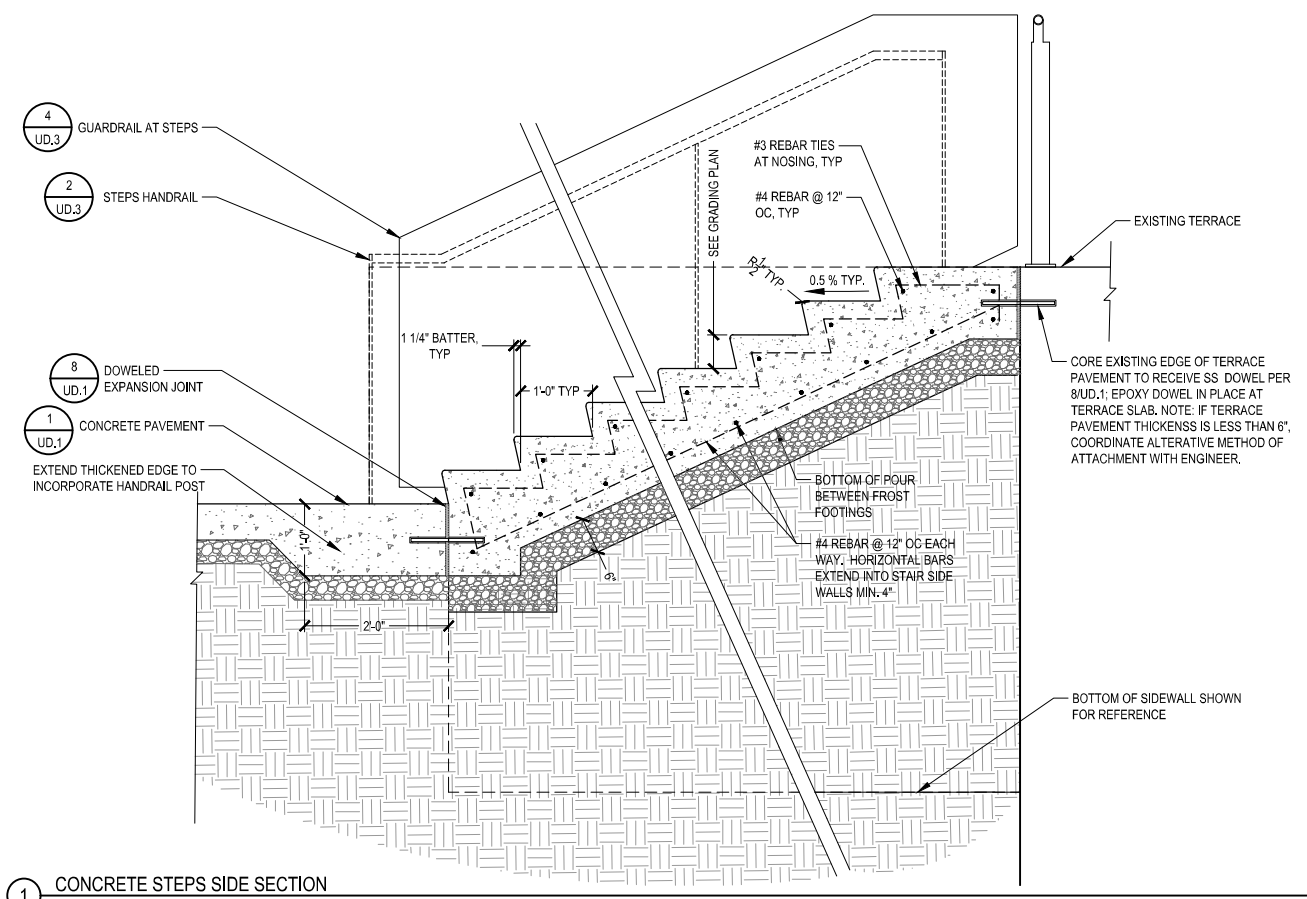 4
UD.3
GUARDRAIL AT STEPS
2
UD.3
STEPS HANDRAIL
#3 REBAR TIES
AT NOSING, TYP
#4 REBAR @ 12"
OC, TYP
SEE GRADING PLAN
EXISTING TERRACE
R1/2" TYP.
0.5 % TYP.
1 1/4" BATTER,
TYP
1'-0" TYP
8
UD.1
DOWELED
EXPANSION JOINT
1
UD.1
CONCRETE PAVEMENT
EXTEND THICKENED EDGE TO
INCORPORATE HANDRAIL POST
CORE EXISTING EDGE OF TERRACE
PAVEMENT TO RECEIVE SS DOWEL PER
8/UD.1; EPOXY DOWEL IN PLACE AT
TERRACE SLAB. NOTE: IF TERRACE
PAVEMENT THICKENSS IS LESS THAN 6",
COORDINATE ALTERATIVE METHOD OF
ATTACHMENT WITH ENGINEER.
BOTTOM OF POUR
BETWEEN FROST
FOOTINGS
1'-0"
6"
#4 REBAR @ 12" OC EACH
WAY. HORIZONTAL BARS
EXTEND INTO STAIR SIDE
WALLS MIN. 4"
2'-0"
BOTTOM OF SIDEWALL SHOWN
FOR REFERENCE
1
CONCRETE STEPS SIDE SECTION